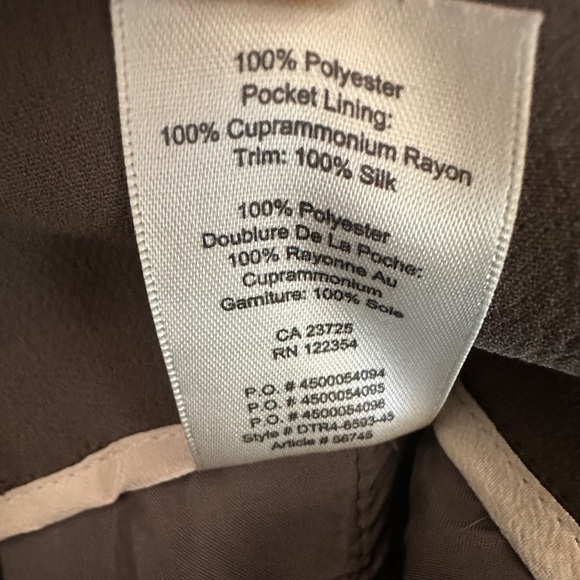 100% Polyester
Pocket Lining:
100% Cuprammonium Rayon
Trim: 100% Silk
100% Polyester
Doublure De La Poche:
100% Rayonne Au
Cuprammonium
Garniture: 100% Soie
CA 23725
RN 122354
P.O. # 4500054094
P.O. # 4500054095
P.O. # 4500054096
Style # DTR4-6593-45
Article # 56745